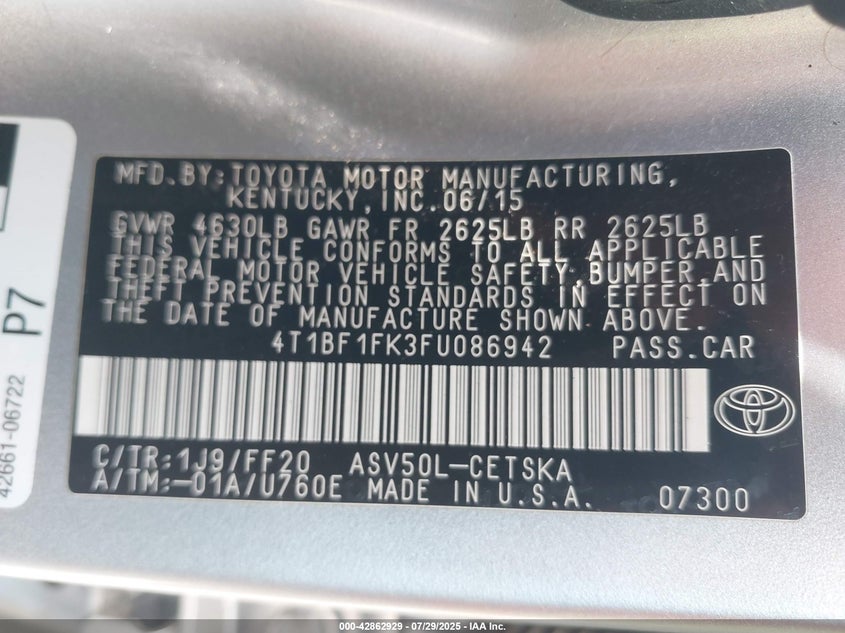 MFD.BY:TOYOTA MOTOR MANUFACTURING,
KENTUCKY,INC.06/15
GVWR 4630LB GAWR FR 2625LB RR 2625LB
THIS VEHICLE CONFORMS TO ALL APPLICABLE
FEDERAL MOTOR VEHICLE SAFETY,BUMPER,AND
THEFT PREVENTION STANDARDS IN EFFECT ON
THE DATE OF MANUFACTURE SHOWN ABOVE.
4T1BF1FK3FU086942 PASS.CAR
C/TR:1J9/FF20 ASV50L-CETSKA
A/TM:-01A/U760E MADE IN U.S.A. 07300
P7
42661-06722
000-42862929 / 07/29/2025 - IAA Inc.